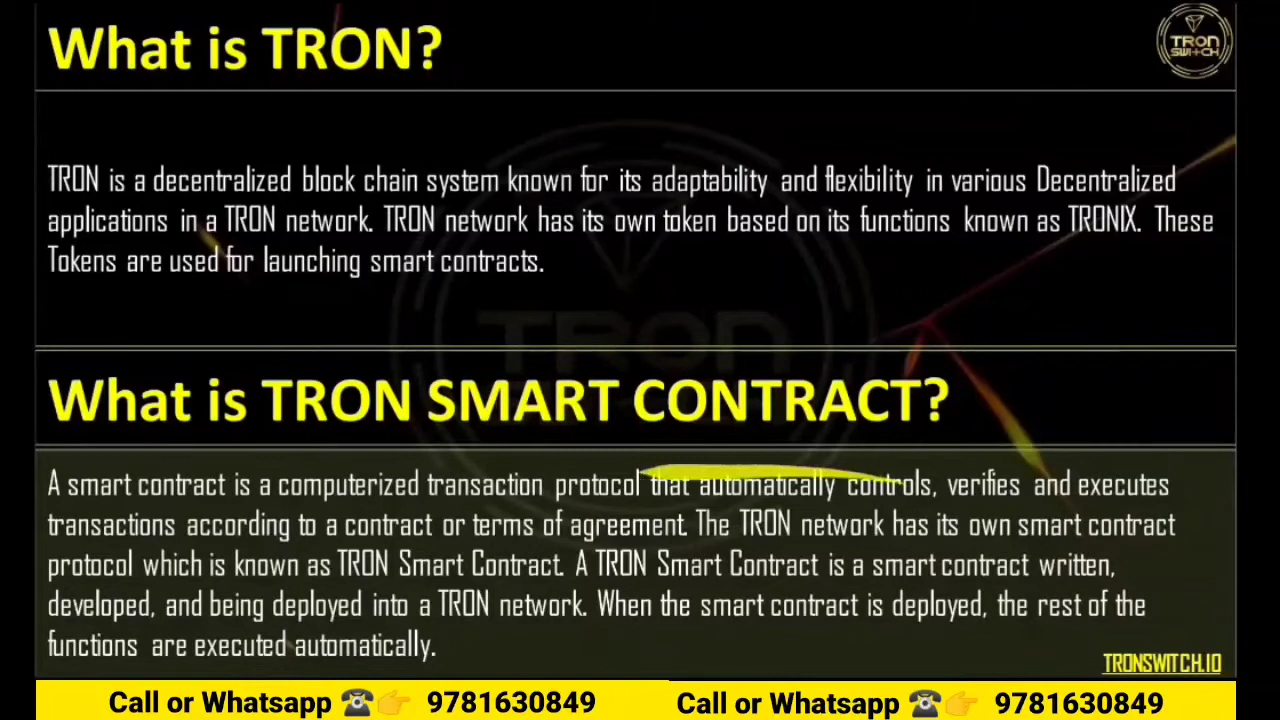 What is TRON?
TRON
SWITCH
TRON is a decentralized block chain system known for its adaptability and flexibility in various Decentralized
applications in a TRON network. TRON network has its own token based on its functions known as TRONIX. These
Tokens are used for launching smart contracts.
TRON
What is TRON SMART CONTRACT?
A smart contract is a computerized transaction protocol that automatically controls, verifies and executes
transactions according to a contract or terms of agreement. The TRON network has its own smart contract
protocol which is known as TRON Smart Contract. A TRON Smart Contract is a smart contract written,
developed, and being deployed into a TRON network. When the smart contract is deployed, the rest of the
functions are executed automatically.
TRONSWITCH.IO
Call or Whatsapp ☎👉 9781630849 Call or Whatsapp ☎👉 9781630849